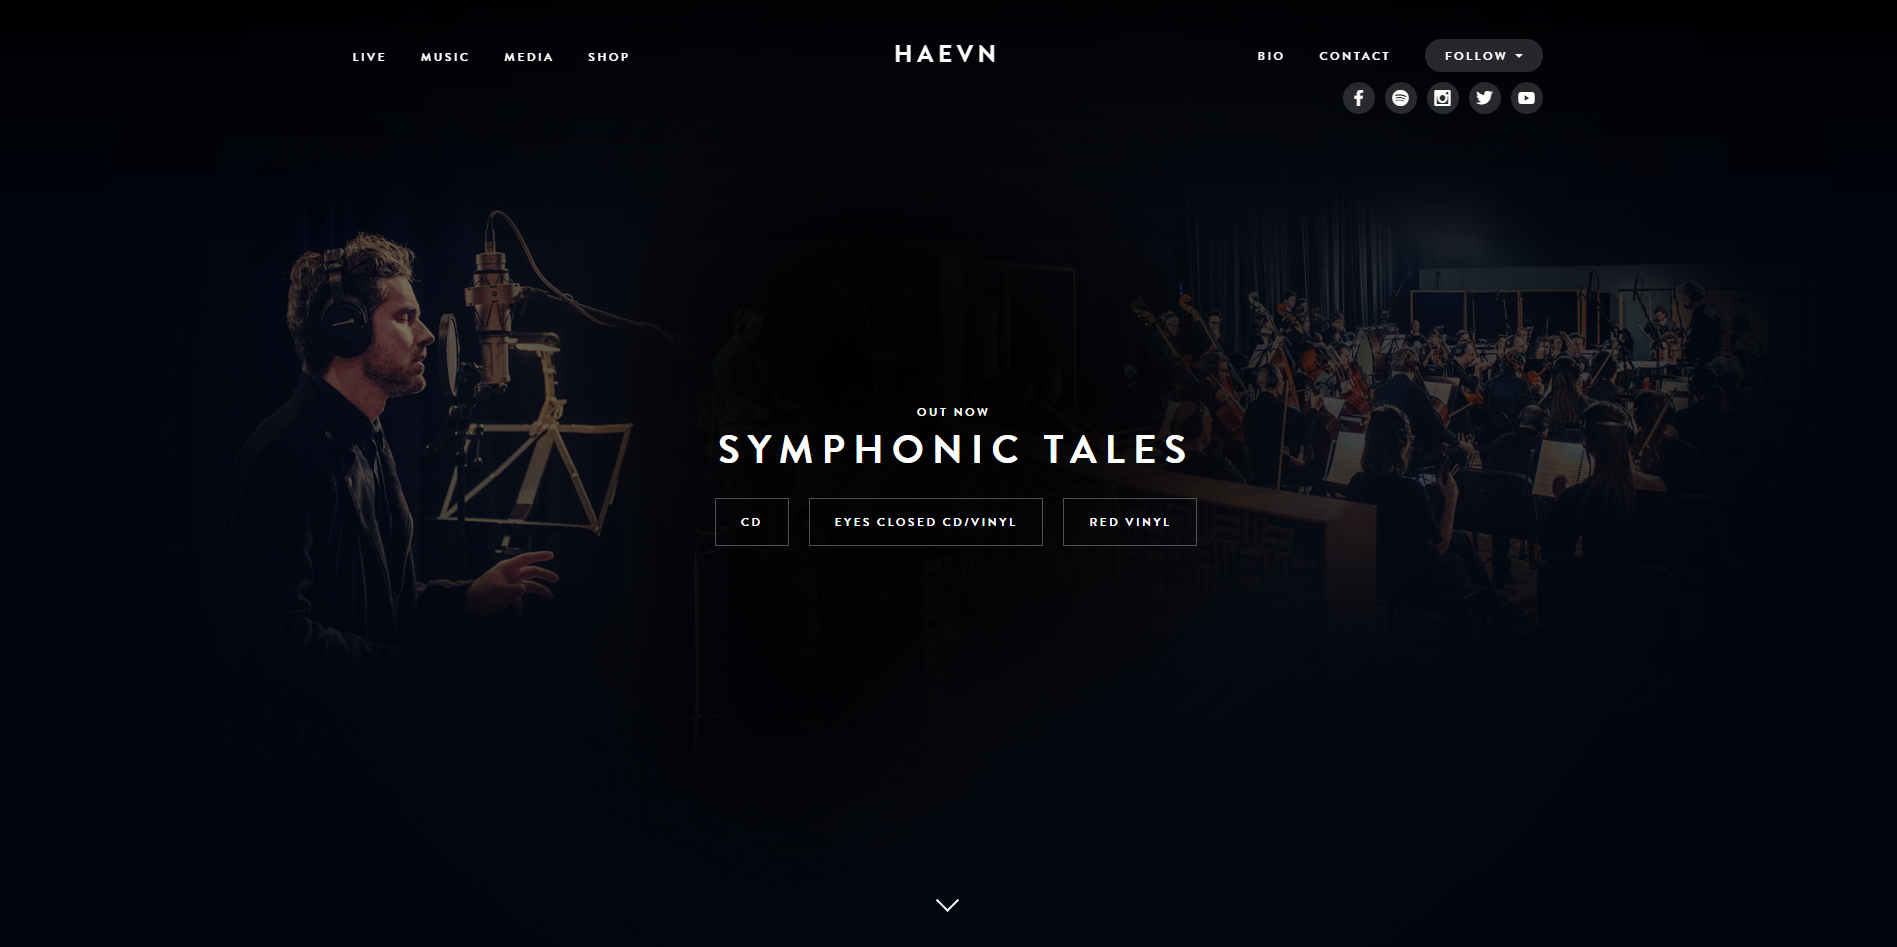 LIVE MUSIC MEDIA SHOP HAEVN BIO CONTACT FOLLOW
OUT NOW
SYMPHONIC TALES
CD EYES CLOSED CD/VINYL RED VINYL